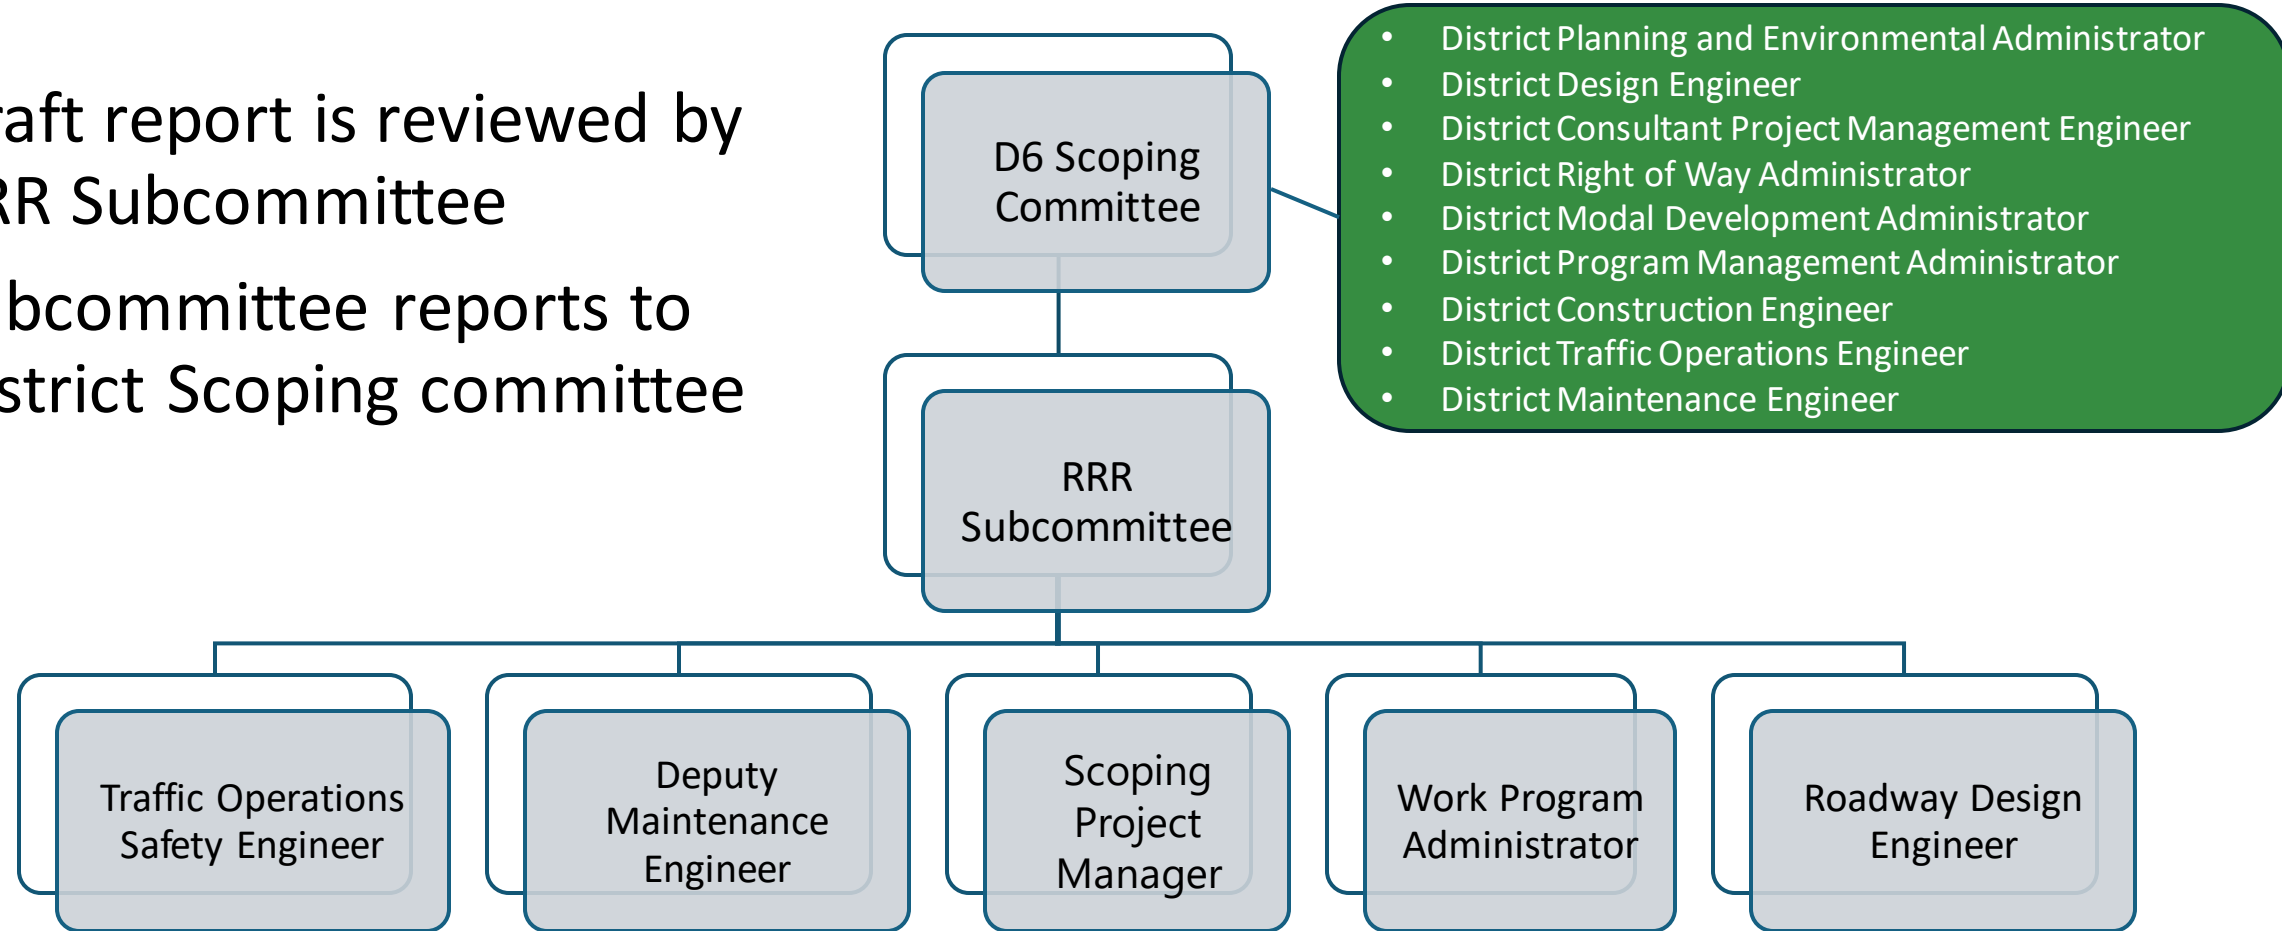 raft report is reviewed by
RR Subcommittee
bcommittee reports to
strict Scoping committee
D6 Scoping
Committee
• District Planning and Environmental Administrator
• District Design Engineer
• District Consultant Project Management Engineer
• District Right of Way Administrator
• District Modal Development Administrator
• District Program Management Administrator
• District Construction Engineer
• District Traffic Operations Engineer
• District Maintenance Engineer
RRR
Subcommittee
Traffic Operations
Safety Engineer
Deputy
Maintenance
Engineer
Scoping
Project
Manager
Work Program
Administrator
Roadway Design
Engineer